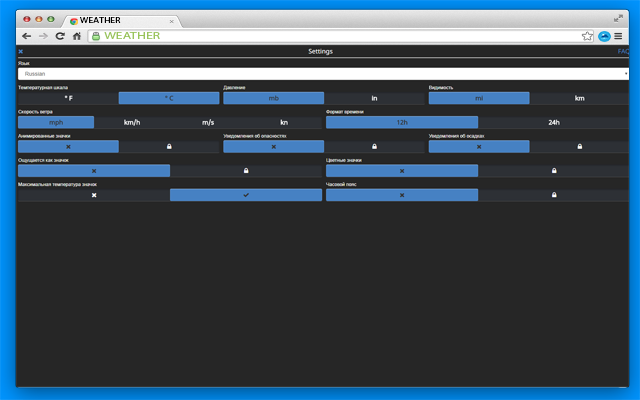 WEATHER
WEATHER
Settings FAQ
Язык
Russian
Температурная шкала Давление Видимость
° F ° C mb in mi km
Скорость ветра Формат времени
mph km/h m/s kn 12h 24h
Анимированные значки Уведомления об опасностях Уведомления об осадках
Ощущается как значок Цветные значки
Максимальная температура значок Часовой пояс